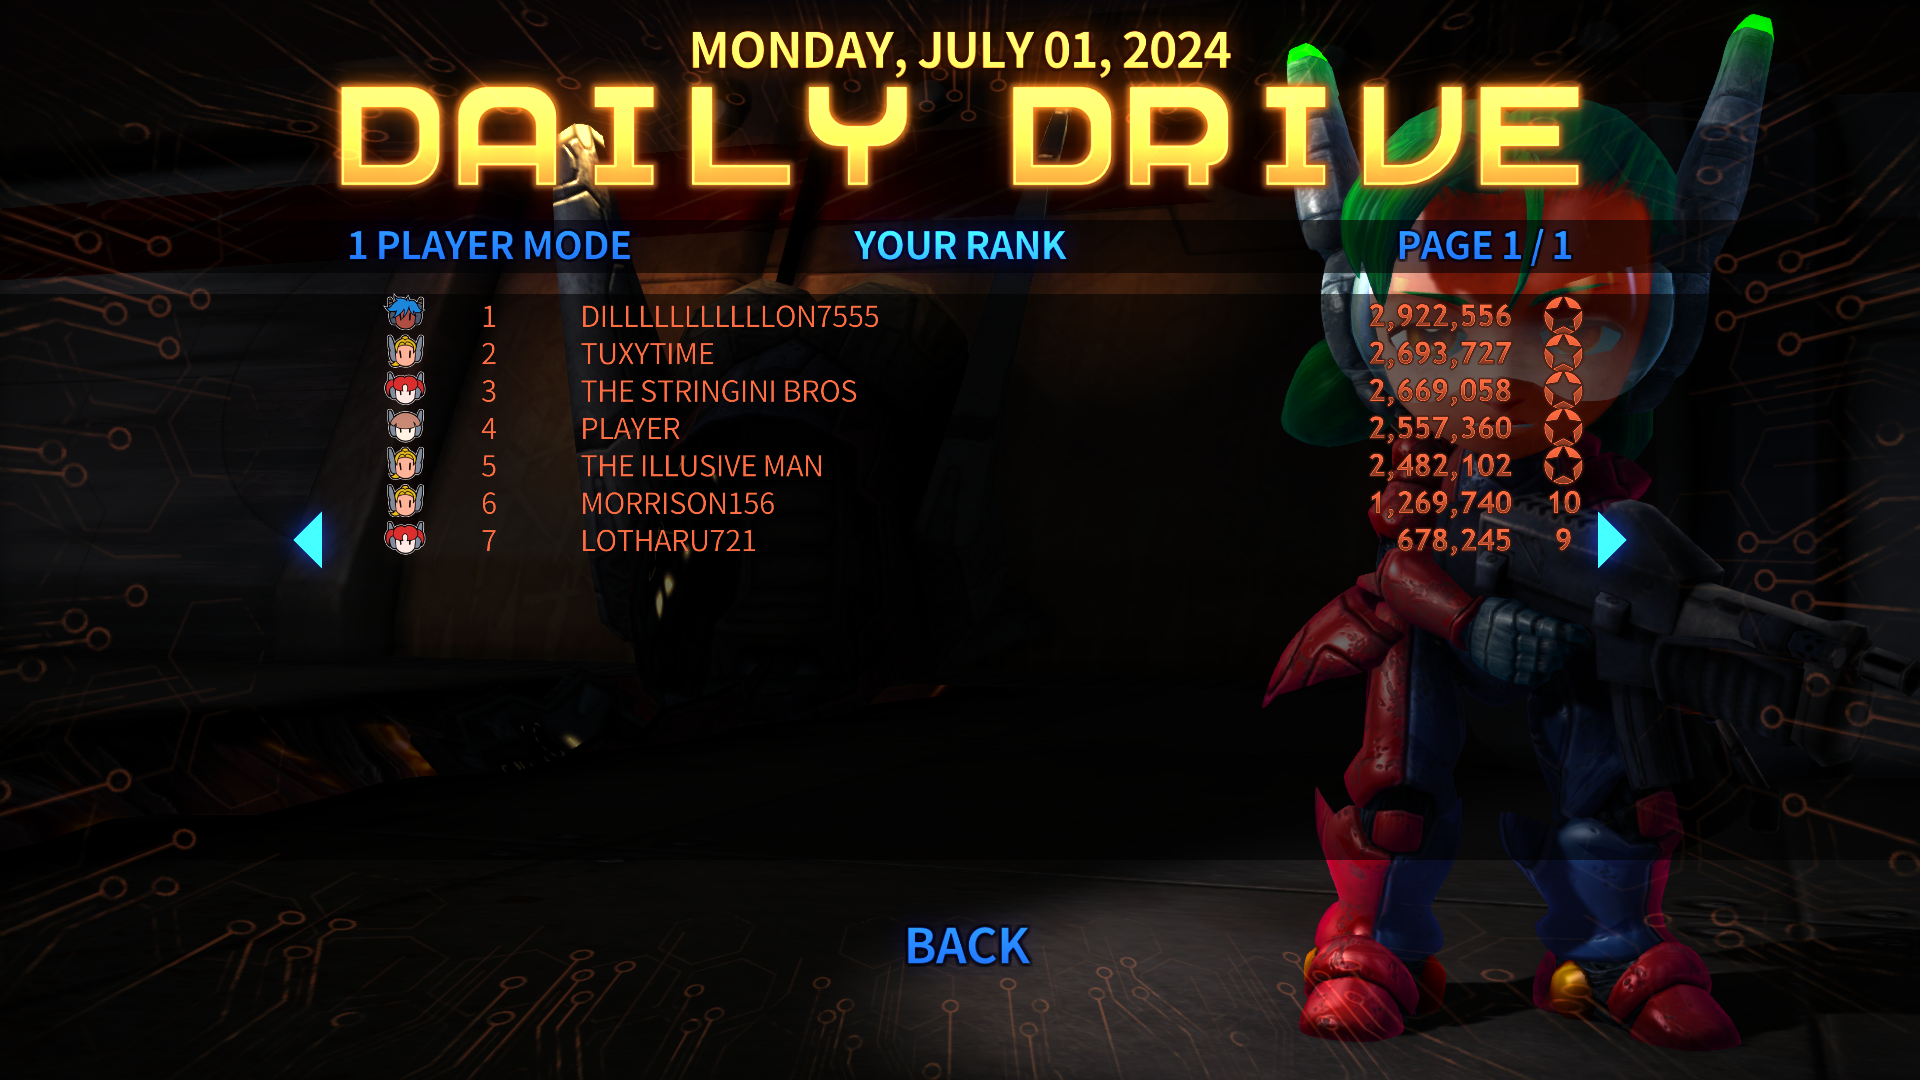 MONDAY, JULY 01, 2024
DAILY DRIVE
1 PLAYER MODE YOUR RANK PAGE 1 / 1
1 DILLLLLLLLLLLON7555 2,922,556
2 TUXYTIME 2,693,727
3 THE STRINGINI BROS 2,669,058
4 PLAYER 2,557,360
5 THE ILLUSIVE MAN 2,482,102
6 MORRISON156 1,269,740 10
7 LOTHARU721 678,245 9
BACK